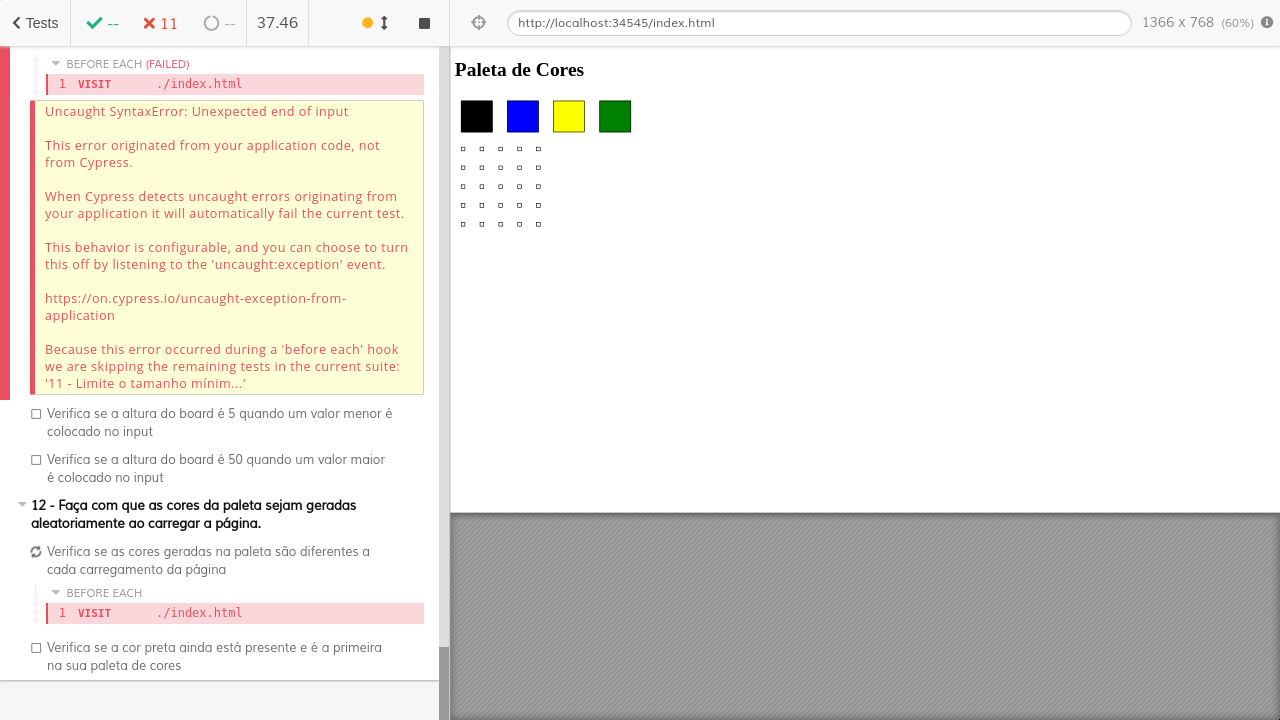 Tests
--
11
--
37.46
http://localhost:34545/index.html
1366 x 768 (60%)
BEFORE EACH (FAILED)
1 VISIT ./index.html
Uncaught SyntaxError: Unexpected end of input
This error originated from your application code, not
from Cypress.
When Cypress detects uncaught errors originating from
your application it will automatically fail the current test.
This behavior is configurable, and you can choose to turn
this off by listening to the 'uncaught:exception' event.
https://on.cypress.io/uncaught-exception-from-
application
Because this error occurred during a 'before each' hook
we are skipping the remaining tests in the current suite:
'11 - Limite o tamanho mínim...'
Verifica se a altura do board é 5 quando um valor menor é
colocado no input
Verifica se a altura do board é 50 quando um valor maior
é colocado no input
12 - Faça com que as cores da paleta sejam geradas
aleatoriamente ao carregar a página.
Verifica se as cores geradas na paleta são diferentes a
cada carregamento da página
BEFORE EACH
1 VISIT ./index.html
Verifica se a cor preta ainda está presente e é a primeira
na sua paleta de cores
Paleta de Cores